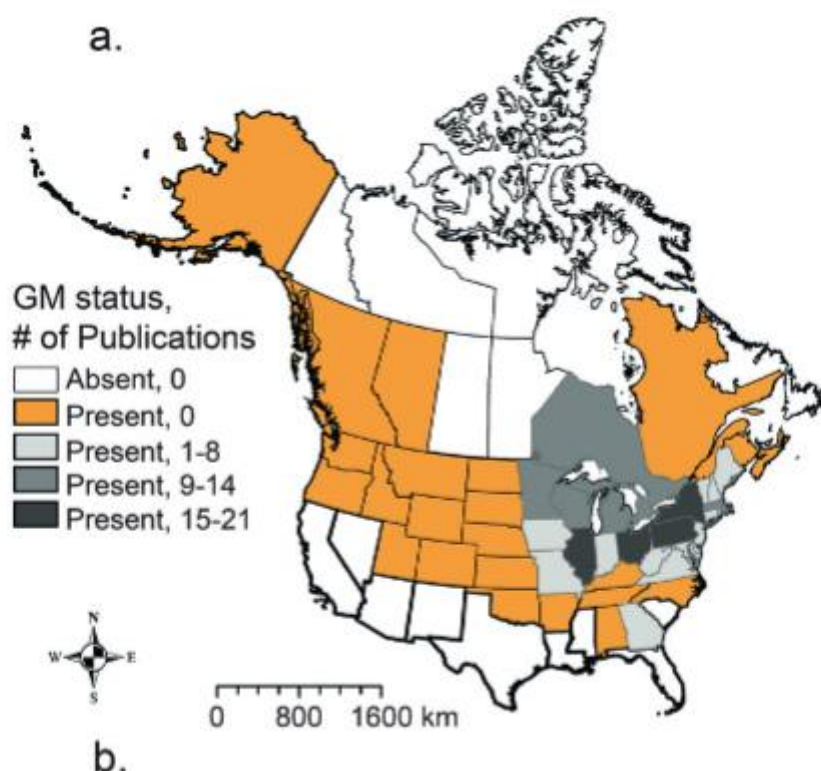 a.
GM status,
# of Publications
Absent, 0
Present, 0
Present, 1-8
Present, 9-14
Present, 15-21
N
W E
S
0 800 1600 km
b.